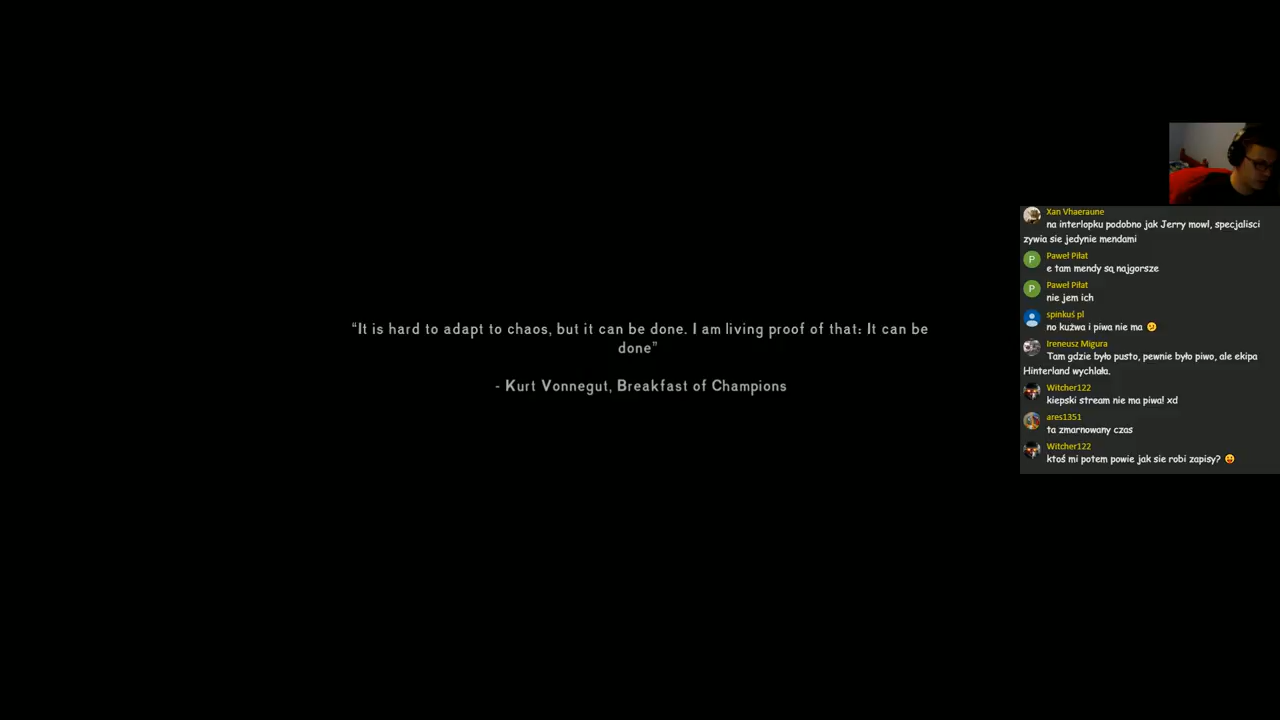 “It is hard to adapt to chaos, but it can be done. I am living proof of that: It can be
done”
- Kurt Vonnegut, Breakfast of Champions
Xan Vhaeraune
na interlopku podobno jak Jerry mowl, specjalisci
zywia sie jedynie mendami
P
Paweł Piłat
e tam mendy są najgorsze
P
Paweł Piłat
nie jem ich
spinkuś pl
no kużwa i piwa nie ma
Ireneusz Migura
Tam gdzie było pusto, pewnie było piwo, ale ekipa
Hinterland wychlała.
Witcher122
kiepski stream nie ma piwa! xd
ares1351
ta zmarnowany czas
Witcher122
ktoś mi potem powie jak sie robi zapisy?